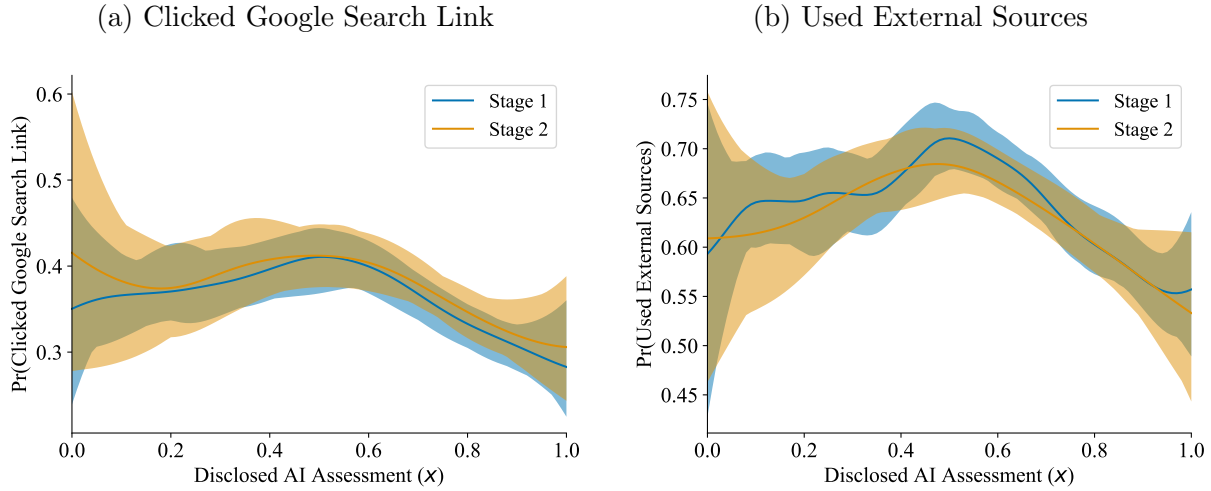 (a) Clicked Google Search Link
Pr(Clicked Google Search Link)
0.6
0.5
0.4
0.3
Stage 1
Stage 2
0.0 0.2 0.4 0.6 0.8 1.0
Disclosed AI Assessment (x)
(b) Used External Sources
Pr(Used External Sources)
0.75
0.70
0.65
0.60
0.55
0.50
0.45
Stage 1
Stage 2
0.0 0.2 0.4 0.6 0.8 1.0
Disclosed AI Assessment (x)